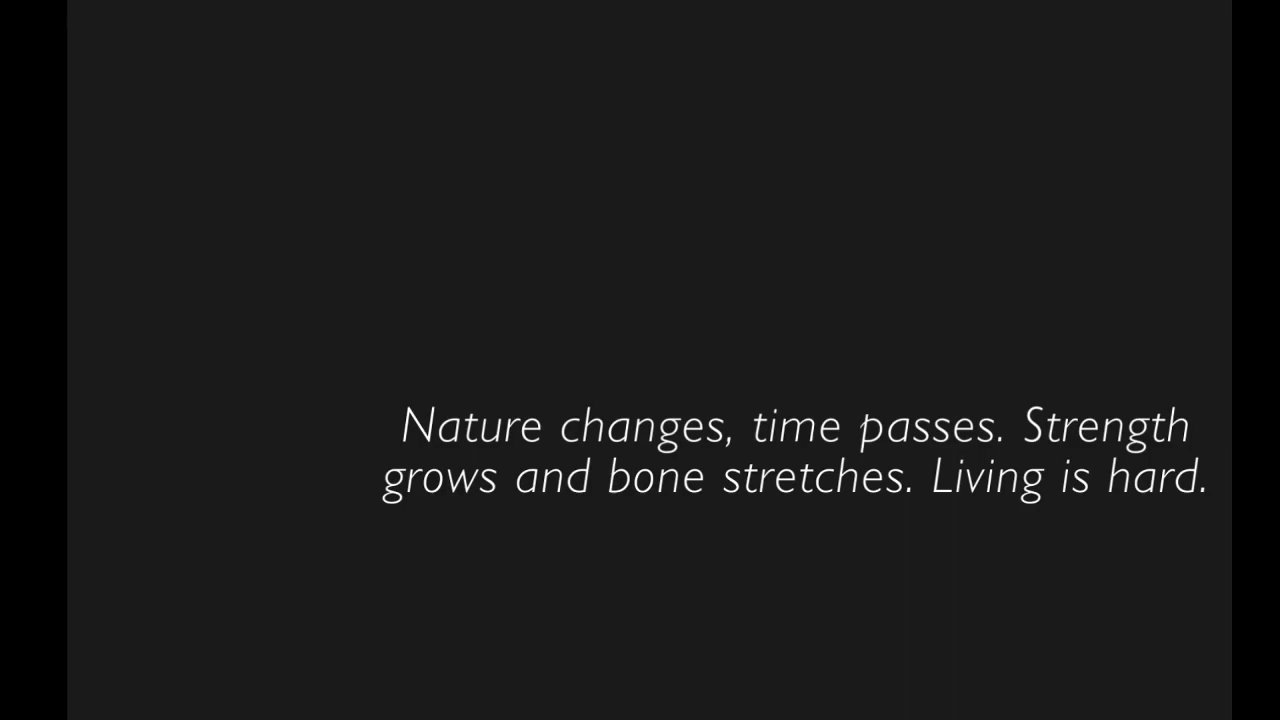 Nature changes, time passes. Strength
grows and bone stretches. Living is hard.